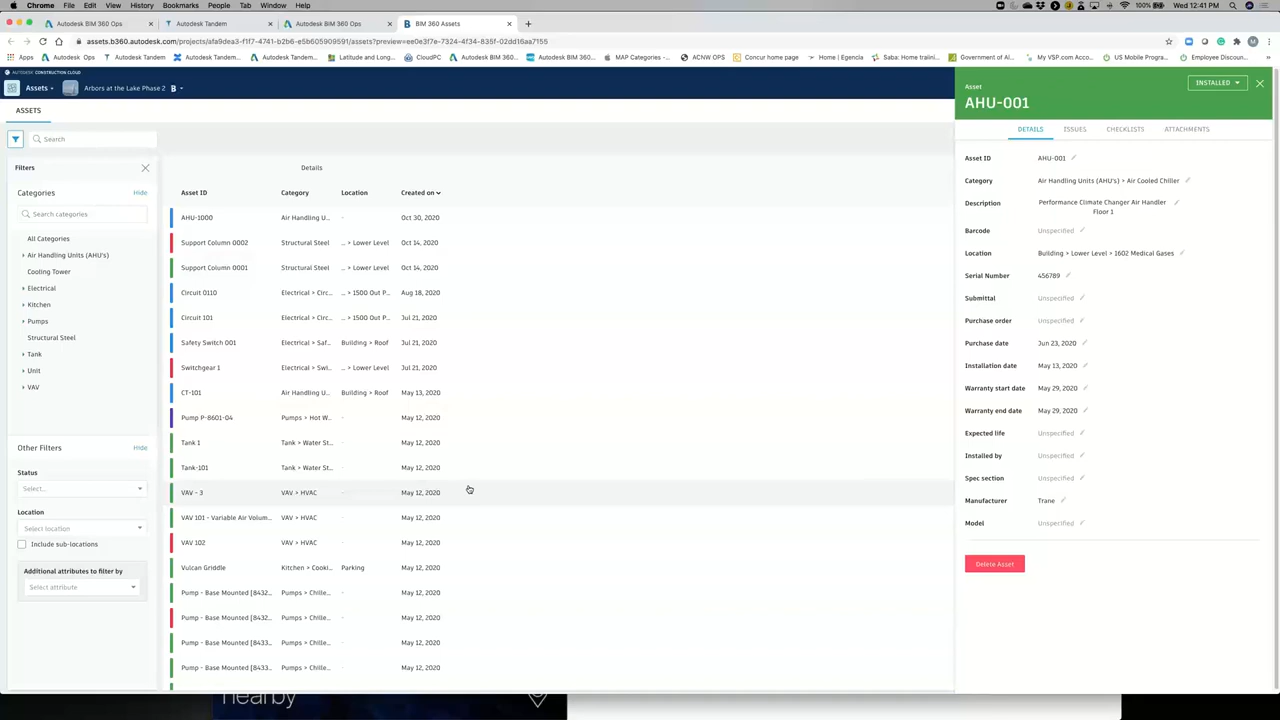 Chrome File Edit View History Bookmarks People Tab Window Help 100% Wed 12:41 PM
Autodesk BIM 360 Ops × Autodesk Tandem × Autodesk BIM 360 Ops × BIM 360 Assets × +
assets.b360.autodesk.com/projects/afa9dea3-f1f7-4741-b2b6-e5b605909591/assets?preview=ee0e3f7e-7324-4f34-835f-02dd16aa7155
Apps Autodesk Ops Autodesk Tandem Autodesk Tandem... Autodesk Tandem... Latitude and Long... CloudPC Autodesk BIM 360... Autodesk BIM 360... MAP Categories -... ACNW OPS Concur home page Home | Egencia Saba: Home traini... Government of Al... My VSP.com Acco... US Mobile Progra... Employee Discoun... »
AUTODESK CONSTRUCTION CLOUD
Assets Arbors at the Lake Phase 2 B
ASSETS
Search
Filters
Categories Hide
Search categories
All Categories
Air Handling Units (AHU's)
Cooling Tower
Electrical
Kitchen
Pumps
Structural Steel
Tank
Unit
VAV
Other Filters Hide
Status
Select...
Location
Select location
Include sub-locations
Additional attributes to filter by
Select attribute
Details
Asset ID Category Location Created on
AHU-1000 Air Handling U... - Oct 30, 2020
Support Column 0002 Structural Steel ... > Lower Level Oct 14, 2020
Support Column 0001 Structural Steel ... > Lower Level Oct 14, 2020
Circuit 0110 Electrical > Circ... ... > 1500 Out P... Aug 18, 2020
Circuit 101 Electrical > Circ... ... > 1500 Out P... Jul 21, 2020
Safety Switch 001 Electrical > Saf... Building > Roof Jul 21, 2020
Switchgear 1 Electrical > Swi... ... > Lower Level Jul 21, 2020
CT-101 Air Handling U... Building > Roof May 13, 2020
Pump P-8601-04 Pumps > Hot W... - May 12, 2020
Tank 1 Tank > Water St... - May 12, 2020
Tank-101 Tank > Water St... - May 12, 2020
VAV - 3 VAV > HVAC - May 12, 2020
VAV 101 - Variable Air Volum... VAV > HVAC - May 12, 2020
VAV 102 VAV > HVAC - May 12, 2020
Vulcan Griddle Kitchen > Cooki... Parking May 12, 2020
Pump - Base Mounted [8432... Pumps > Chille... - May 12, 2020
Pump - Base Mounted [8432... Pumps > Chille... - May 12, 2020
Pump - Base Mounted [8433... Pumps > Chille... - May 12, 2020
Pump - Base Mounted [8433... Pumps > Chille... - May 12, 2020
Asset
AHU-001
INSTALLED
DETAILS ISSUES CHECKLISTS ATTACHMENTS
Asset ID AHU-001
Category Air Handling Units (AHU's) > Air Cooled Chiller
Description Performance Climate Changer Air Handler
Floor 1
Barcode Unspecified
Location Building > Lower Level > 1602 Medical Gases
Serial Number 456789
Submittal Unspecified
Purchase order Unspecified
Purchase date Jun 23, 2020
Installation date May 13, 2020
Warranty start date May 29, 2020
Warranty end date May 29, 2020
Expected life Unspecified
Installed by Unspecified
Spec section Unspecified
Manufacturer Trane
Model Unspecified
Delete Asset
nearby